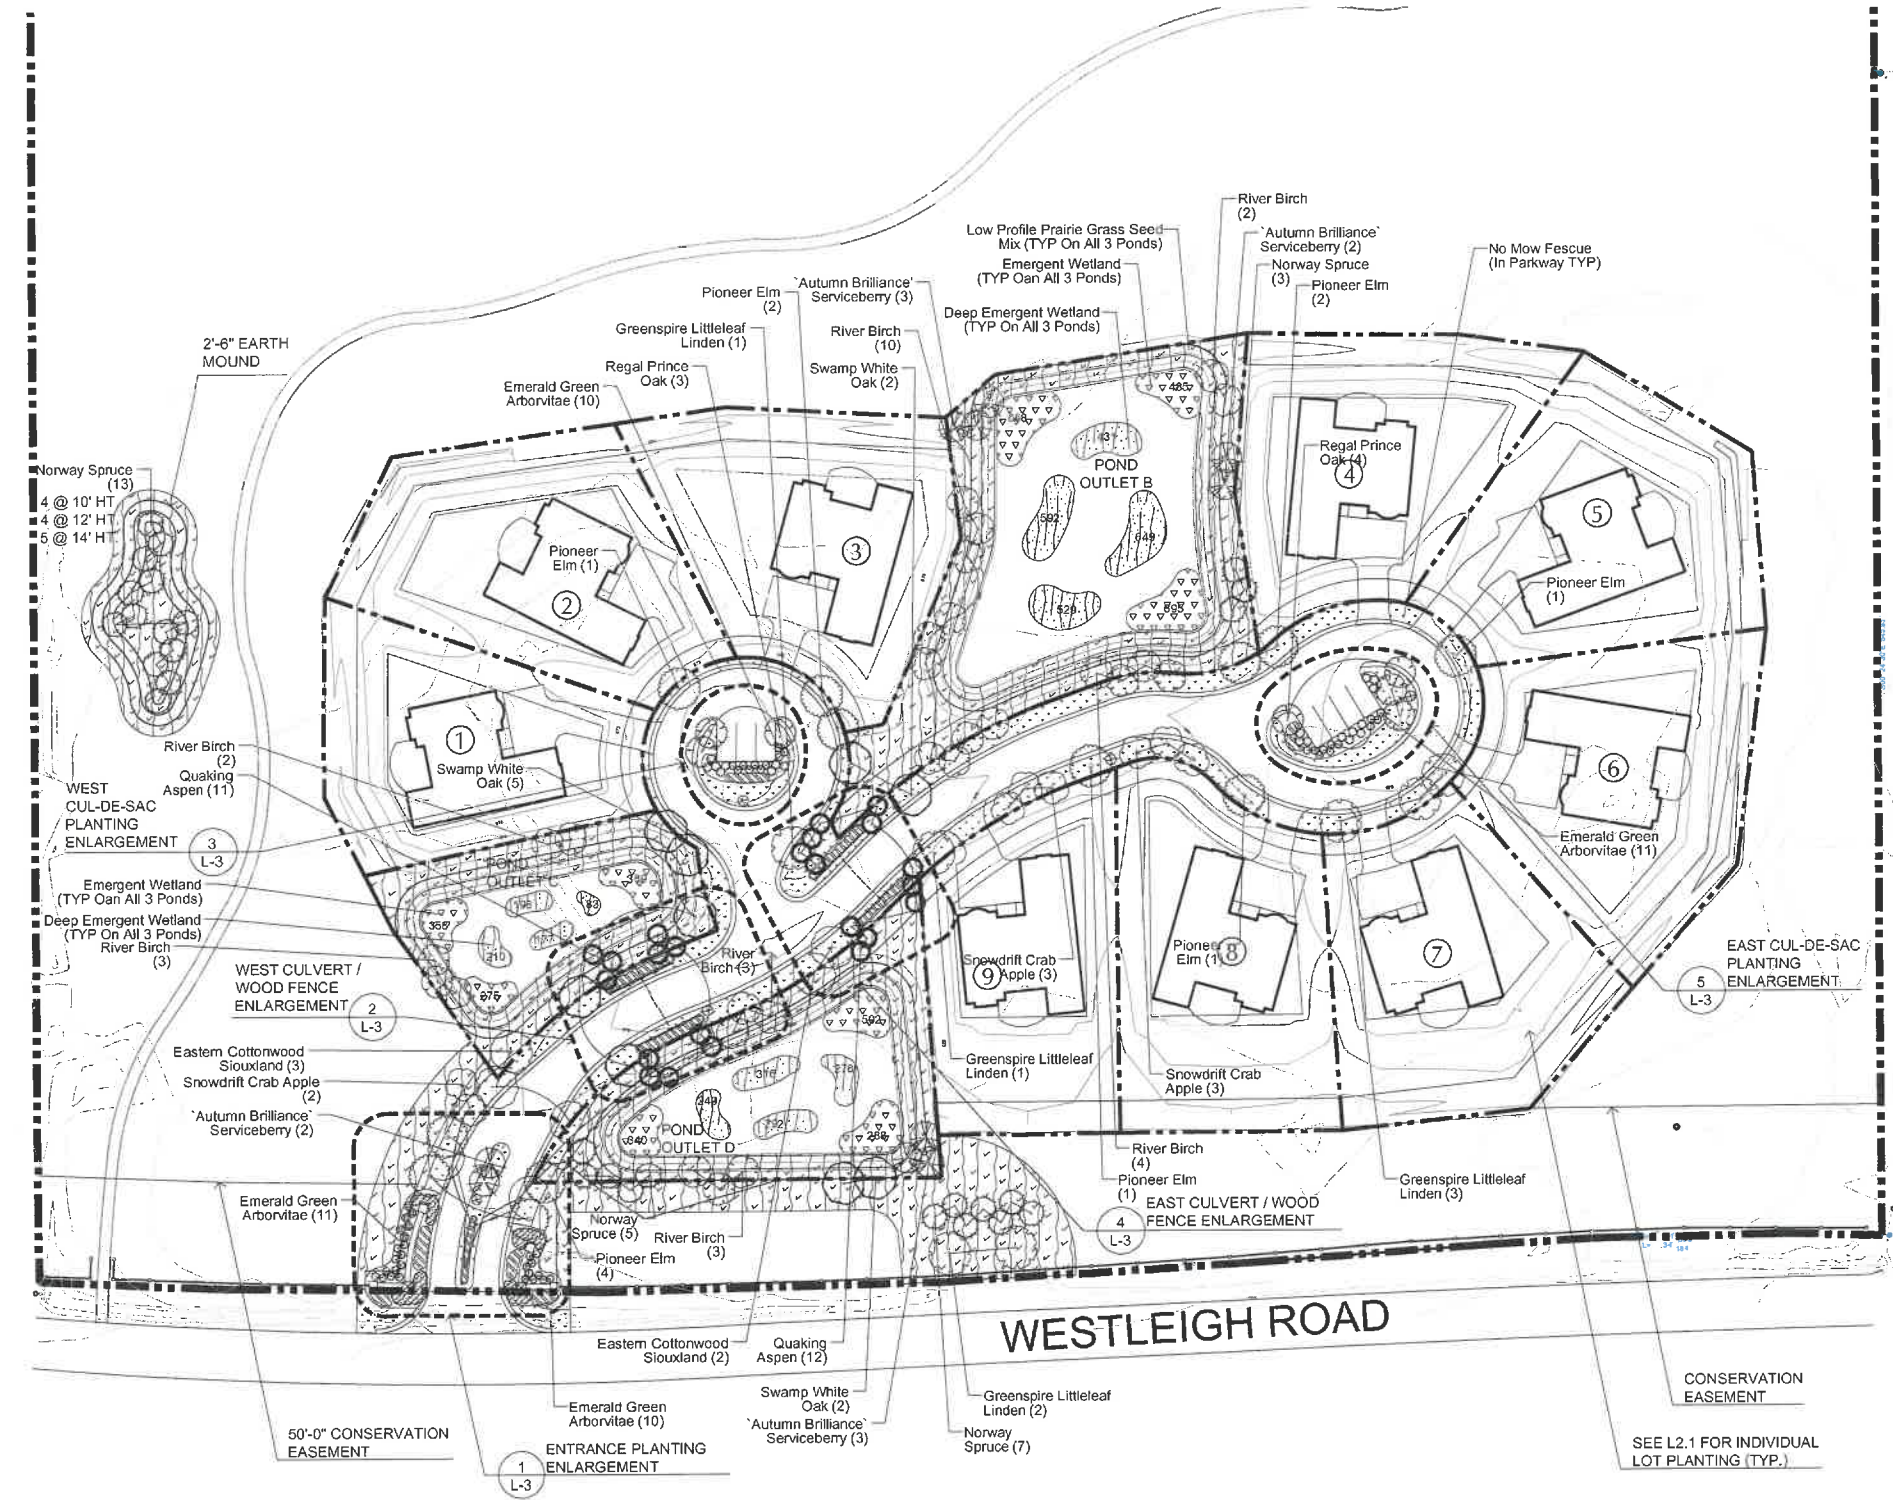 River Birch
(2)
Low Profile Prairie Grass Seed
Mix (TYP On All 3 Ponds)
`Autumn Brilliance`
Serviceberry (2)
No Mow Fescue
(In Parkway TYP)
Emergent Wetland
(TYP Oan All 3 Ponds)
Norway Spruce
(3)
`Autumn Brilliance'
Serviceberry (3)
Pioneer Elm
(2)
Pioneer Elm
(2)
Deep Emergent Wetland
(TYP On All 3 Ponds)
Greenspire Littleleaf
Linden (1)
River Birch
(10)
2'-6" EARTH
MOUND
Regal Prince
Oak (3)
Swamp White
Oak (2)
Emerald Green
Arborvitae (10)
485
Regal Prince
Oak (4)
4
POND
OUTLET B
Norway Spruce
(13)
4 @ 10' HT
4 @ 12' HT
5 @ 14' HT
592
649
5
3
Pioneer
Elm (1)
2
529
595
Pioneer Elm
(1)
1
River Birch
(2)
Swamp White
Oak (5)
Quaking
Aspen (11)
6
WEST
CUL-DE-SAC
PLANTING
ENLARGEMENT
3
L-3
Emerald Green
Arborvitae (11)
POND
Emergent Wetland
(TYP Oan All 3 Ponds)
355
Deep Emergent Wetland
(TYP On All 3 Ponds)
210
River Birch
(3)
River
Birch (3)
Snowdrift Crab
Apple (3)
9
8
7
EAST CUL-DE-SAC
PLANTING
ENLARGEMENT
5
L-3
WEST CULVERT /
WOOD FENCE
ENLARGEMENT
2
L-3
275
592
Eastern Cottonwood
Siouxland (3)
Greenspire Littleleaf
Linden (1)
Snowdrift Crab Apple
(2)
Snowdrift Crab
Apple (3)
316
278
249
`Autumn Brilliance`
Serviceberry (2)
POND
OUTLET D
340
288
River Birch
(4)
Pioneer Elm
(1)
Greenspire Littleleaf
Linden (3)
Emerald Green
Arborvitae (11)
EAST CULVERT / WOOD
FENCE ENLARGEMENT
4
L-3
Norway
Spruce (5)
River Birch
(3)
Pioneer Elm
(4)
WESTLEIGH ROAD
Eastern Cottonwood
Siouxland (2)
Quaking
Aspen (12)
Swamp White
Oak (2)
Greenspire Littleleaf
Linden (2)
CONSERVATION
EASEMENT
Emerald Green
Arborvitae (10)
`Autumn Brilliance`
Serviceberry (3)
Norway
Spruce (7)
50'-0" CONSERVATION
EASEMENT
SEE L2.1 FOR INDIVIDUAL
LOT PLANTING (TYP.)
ENTRANCE PLANTING
ENLARGEMENT
1
L-3